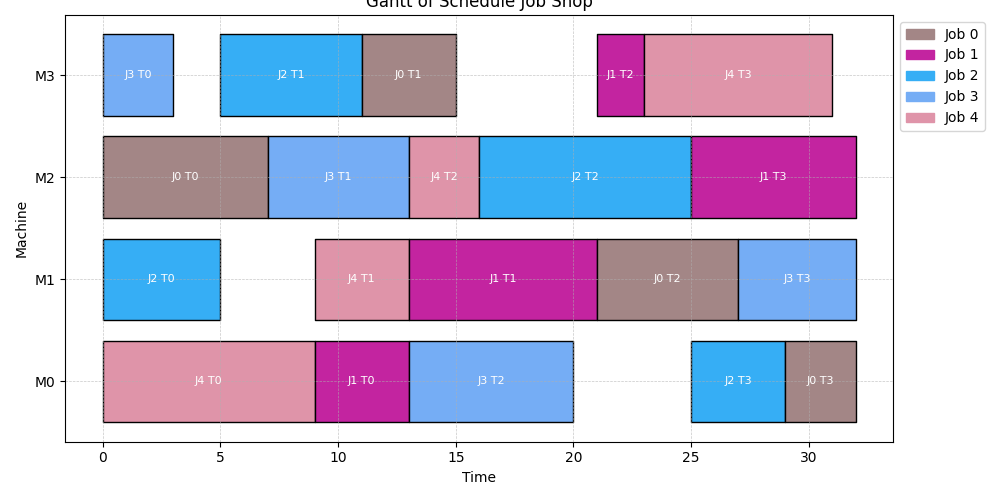 Gantt of Schedule Job Shop
M3
J3 T0
J2 T1
J0 T1
J1 T2
J4 T3
M2
J0 T0
J3 T1
J4 T2
J2 T2
J1 T3
M1
J2 T0
J4 T1
J1 T1
J0 T2
J3 T3
M0
J4 T0
J1 T0
J3 T2
J2 T3
J0 T3
Machine
0 5 10 15 20 25 30
Time
Job 0
Job 1
Job 2
Job 3
Job 4